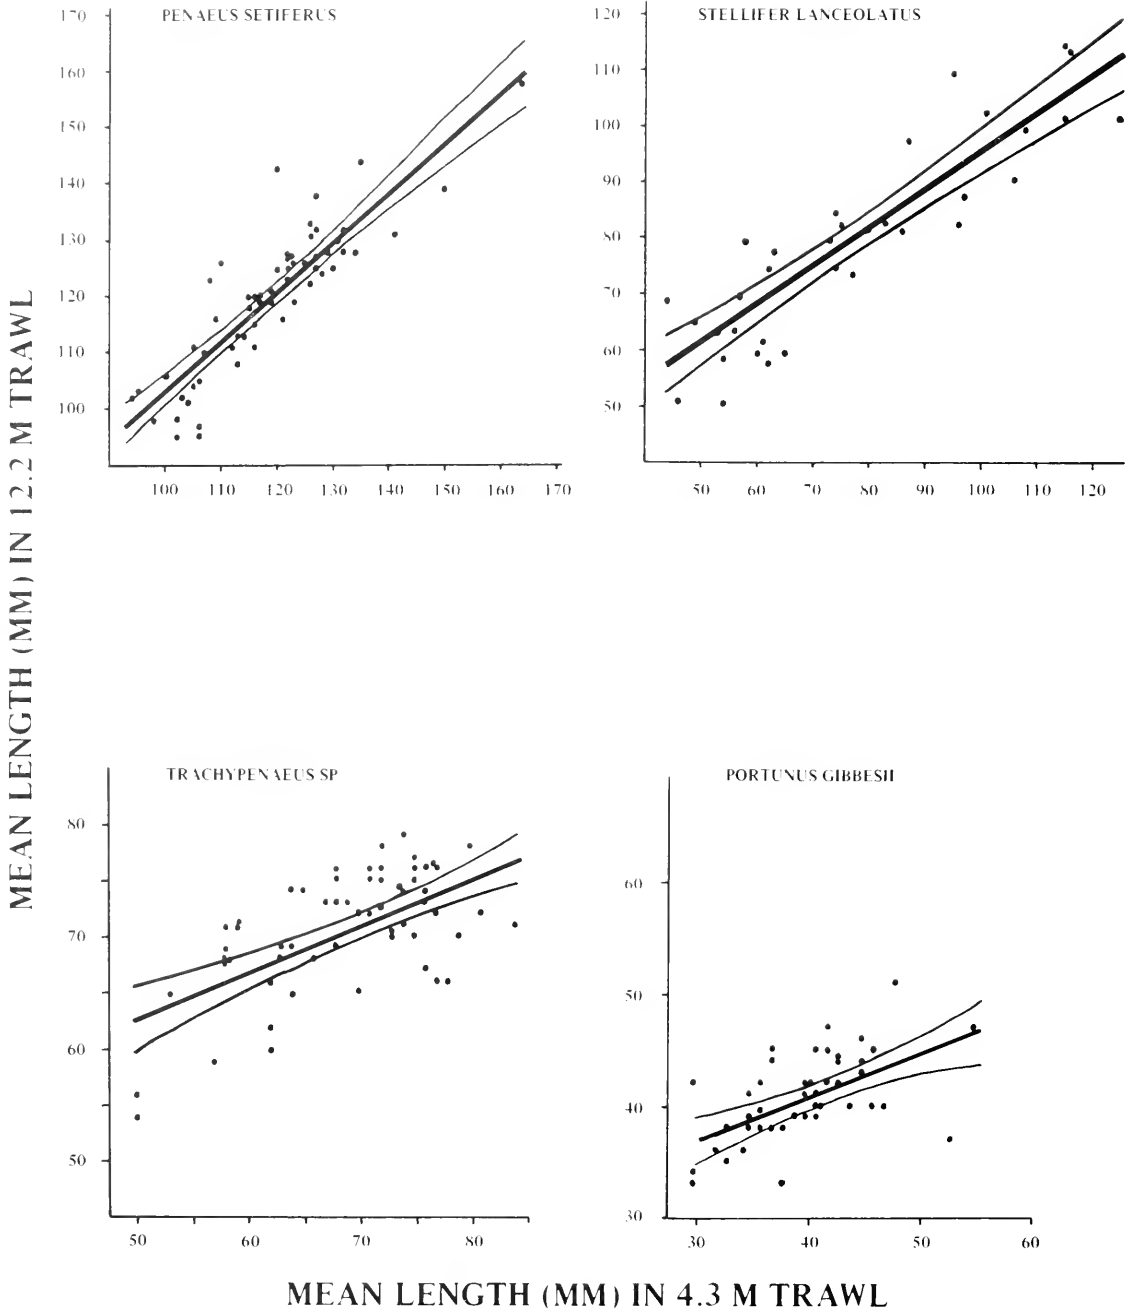 PENAEUS SETIFERUS
170
160
150
140
130
120
110
100
100 110 120 130 140 150 160 170
STELLIFER LANCEOLATUS
120
110
100
90
80
70
60
50
50 60 70 80 90 100 110 120
MEAN LENGTH (MM) IN 12.2 M TRAWL
TRACHYPENAEUS SP
80
70
60
50
50 60 70 80
PORTUNUS GIBBESII
60
50
40
30
30 40 50 60
MEAN LENGTH (MM) IN 4.3 M TRAWL